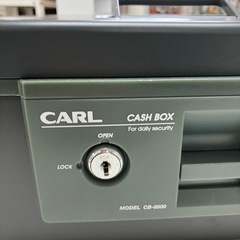 CARL
CASH BOX
For daily security
OPEN
LOCK
MODEL CB-8600